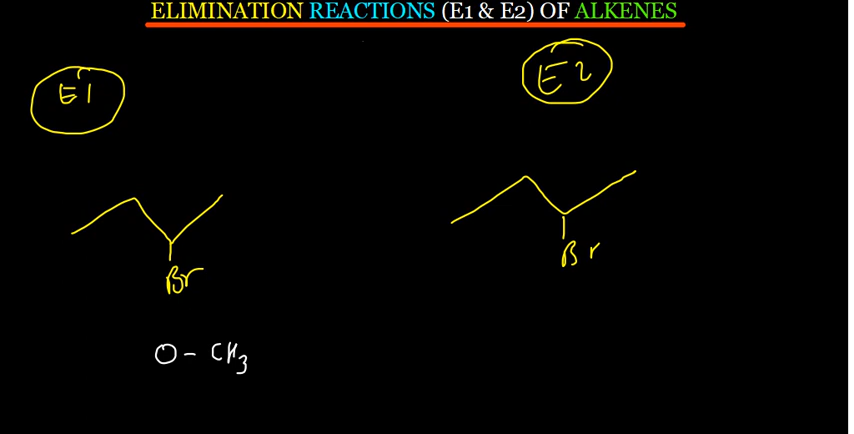 ELIMINATION REACTIONS (E1 & E2) OF ALKENES
E1
E2
Br
Br
O - CH3